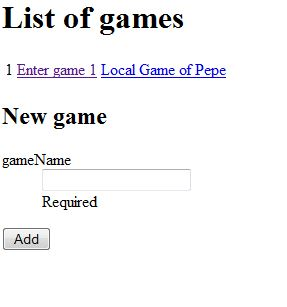 List of games
1 Enter game 1 Local Game of Pepe
New game
gameName
Required
Add